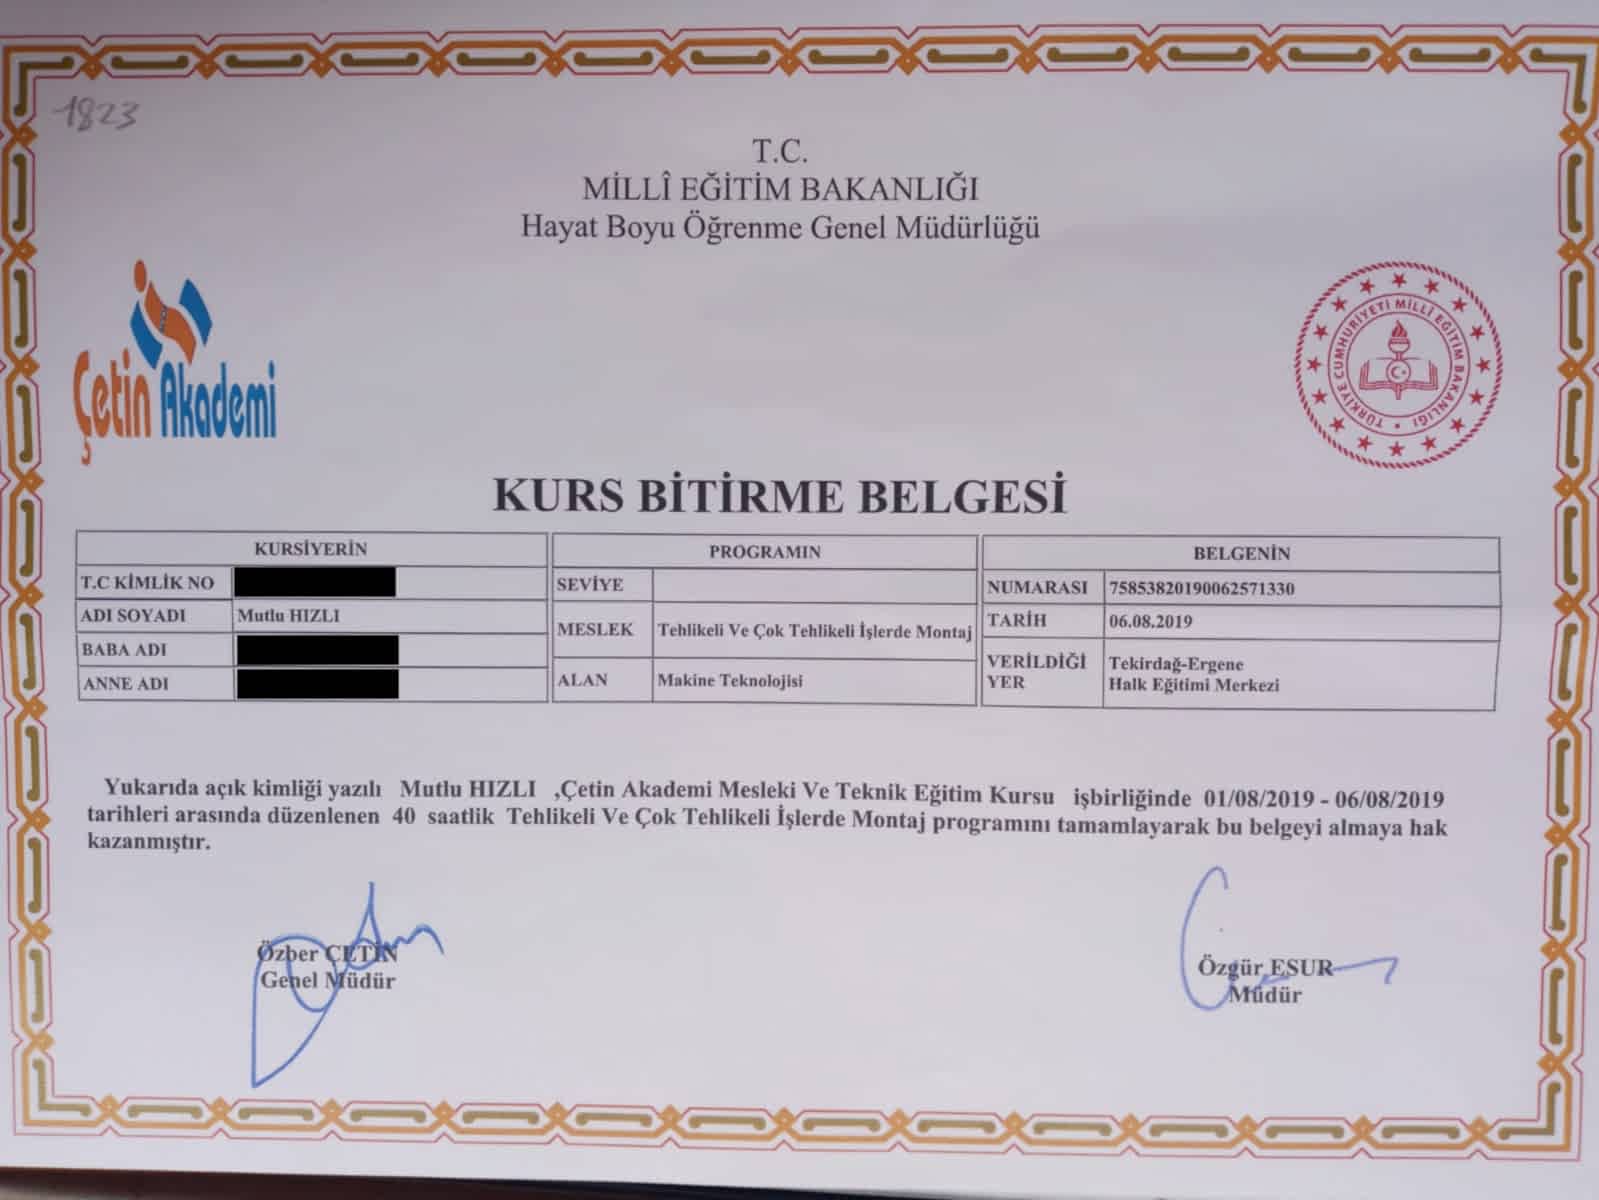 1823
T.C.
MİLLÎ EĞİTİM BAKANLIĞI
Hayat Boyu Öğrenme Genel Müdürlüğü
Çetin Akademi
TÜRKİYE CUMHURİYETİ MİLLÎ EĞİTİM BAKANLIĞI
KURS BİTİRME BELGESİ
KURSİYERİN
T.C KİMLİK NO
ADI SOYADI Mutlu HIZLI
BABA ADI
ANNE ADI
PROGRAMIN
SEVİYE
MESLEK Tehlikeli Ve Çok Tehlikeli İşlerde Montaj
ALAN Makine Teknolojisi
BELGENİN
NUMARASI 75853820190062571330
TARİH 06.08.2019
VERİLDİĞİ YER Tekirdağ-Ergene
Halk Eğitimi Merkezi
Yukarıda açık kimliği yazılı Mutlu HIZLI ,Çetin Akademi Mesleki Ve Teknik Eğitim Kursu işbirliğinde 01/08/2019 - 06/08/2019
tarihleri arasında düzenlenen 40 saatlik Tehlikeli Ve Çok Tehlikeli İşlerde Montaj programını tamamlayarak bu belgeyi almaya hak
kazanmıştır.
Özber ÇETİN
Genel Müdür
Özgür ESUR
Müdür